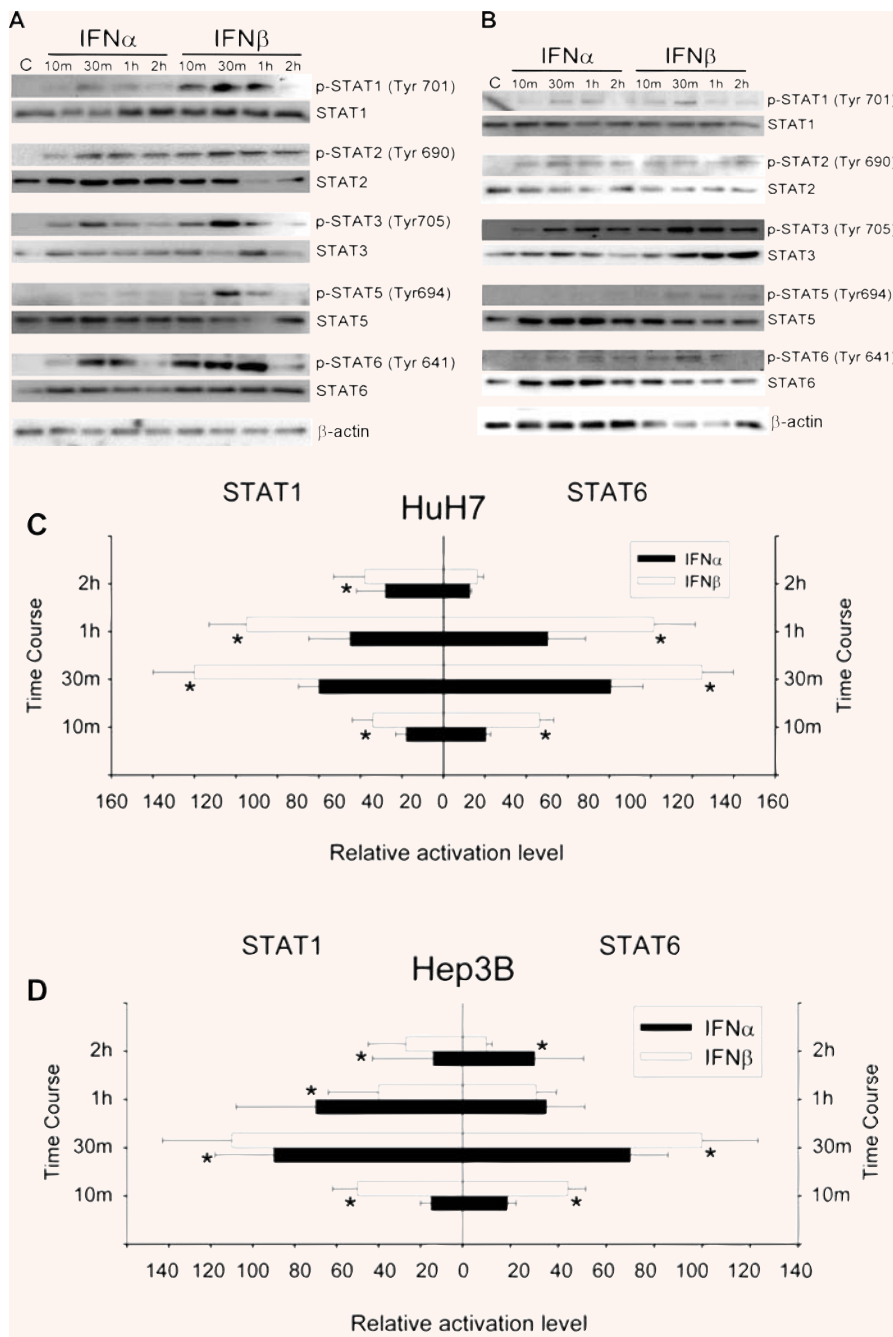 A
IFNα IFNβ
C 10m 30m 1h 2h 10m 30m 1h 2h
p-STAT1 (Tyr 701)
STAT1
p-STAT2 (Tyr 690)
STAT2
p-STAT3 (Tyr705)
STAT3
p-STAT5 (Tyr694)
STAT5
p-STAT6 (Tyr 641)
STAT6
β-actin
B
IFNα IFNβ
C 10m 30m 1h 2h 10m 30m 1h 2h
p-STAT1 (Tyr 701)
STAT1
p-STAT2 (Tyr 690)
STAT2
p-STAT3 (Tyr 705)
STAT3
p-STAT5 (Tyr694)
STAT5
p-STAT6 (Tyr 641)
STAT6
β-actin
C
STAT1 STAT6
HuH7
IFNα
IFNβ
Time Course
2h
1h
30m
10m
* * * * * * *
2h
1h
30m
10m
Time Course
160 140 120 100 80 60 40 20 0 20 40 60 80 100 120 140 160
Relative activation level
D
STAT1 STAT6
Hep3B
IFNα
IFNβ
Time Course
2h
1h
30m
10m
* * * * * * *
2h
1h
30m
10m
Time Course
140 120 100 80 60 40 20 0 20 40 60 80 100 120 140
Relative activation level